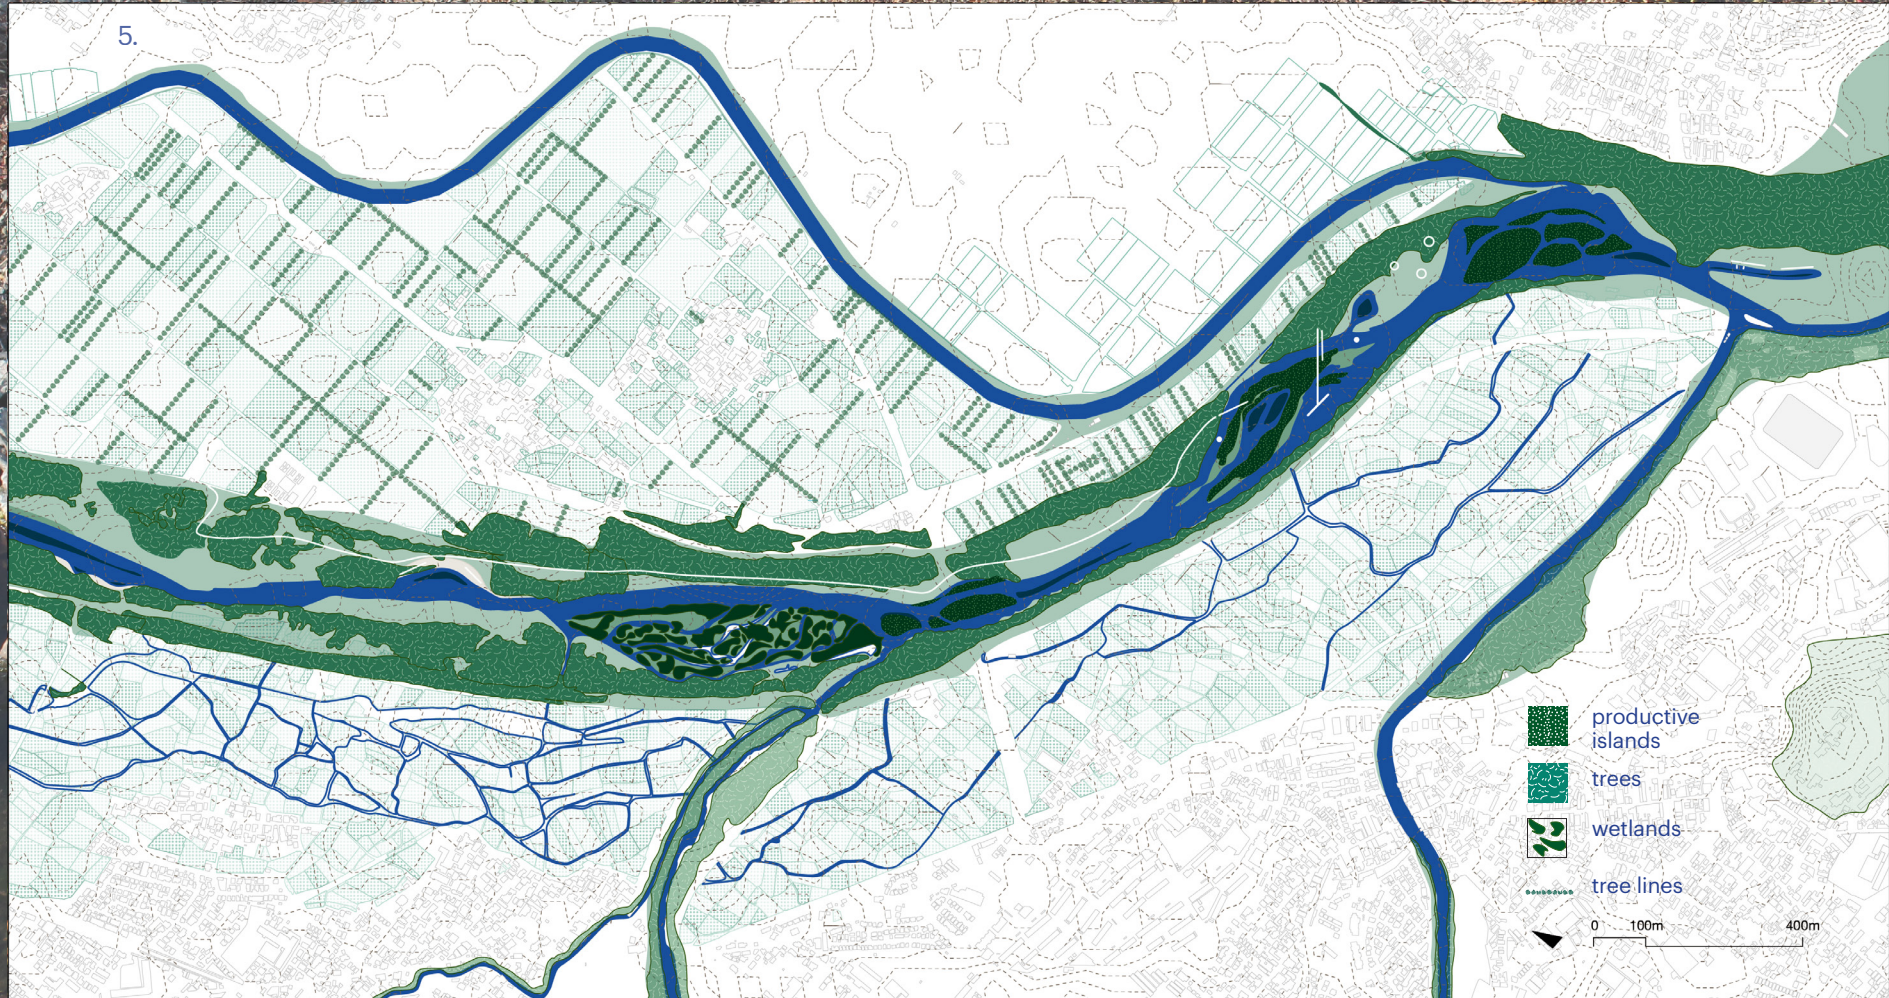 5.
productive
islands
trees
wetlands
tree lines
0 100m 400m